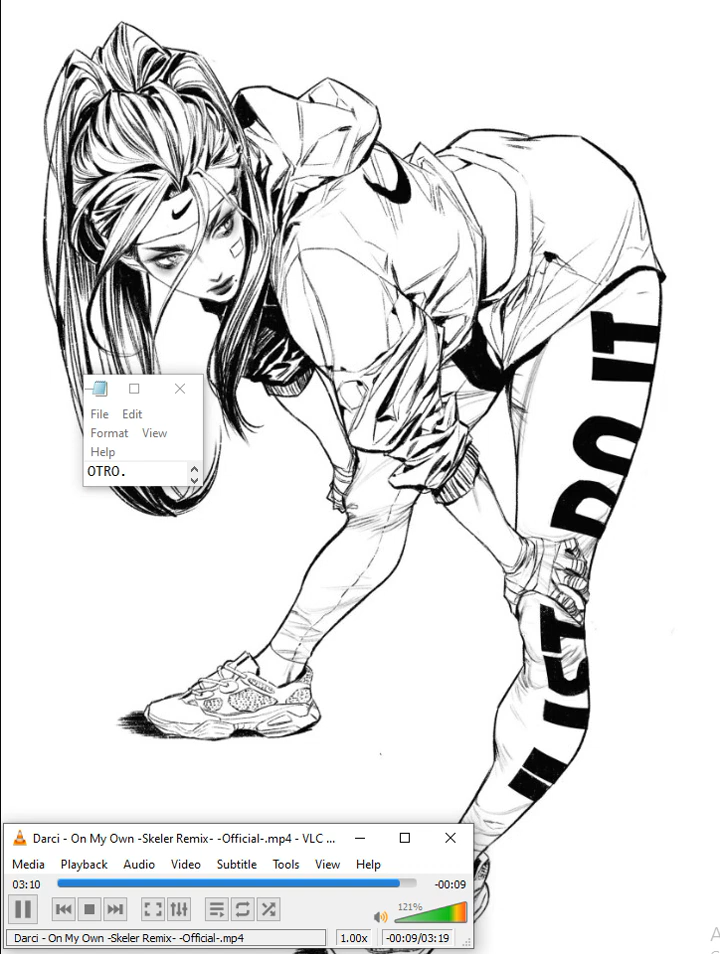 IT
DO
JUST
File Edit
Format View
Help
OTRO.
Darci - On My Own -Skeler Remix- -Official-.mp4 - VLC ...
Media Playback Audio Video Subtitle Tools View Help
03:10 -00:09
121%
Darci - On My Own -Skeler Remix- -Official-.mp4 1.00x -00:09/03:19